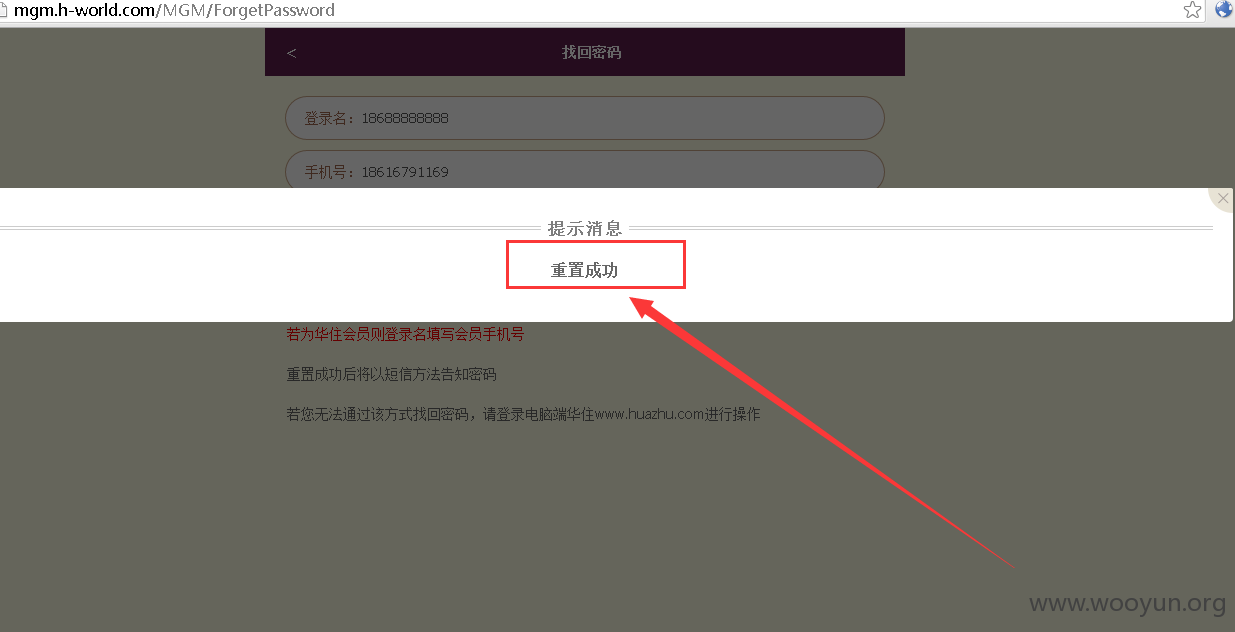 mgm.h-world.com/MGM/ForgetPassword
< 找回密码
登录名：18688888888
手机号：18616791169
提示消息
重置成功
若为华住会员则登录名填写会员手机号
重置成功后将以短信方法告知密码
若您无法通过该方式找回密码，请登录电脑端华住www.huazhu.com进行操作
www.wooyun.org